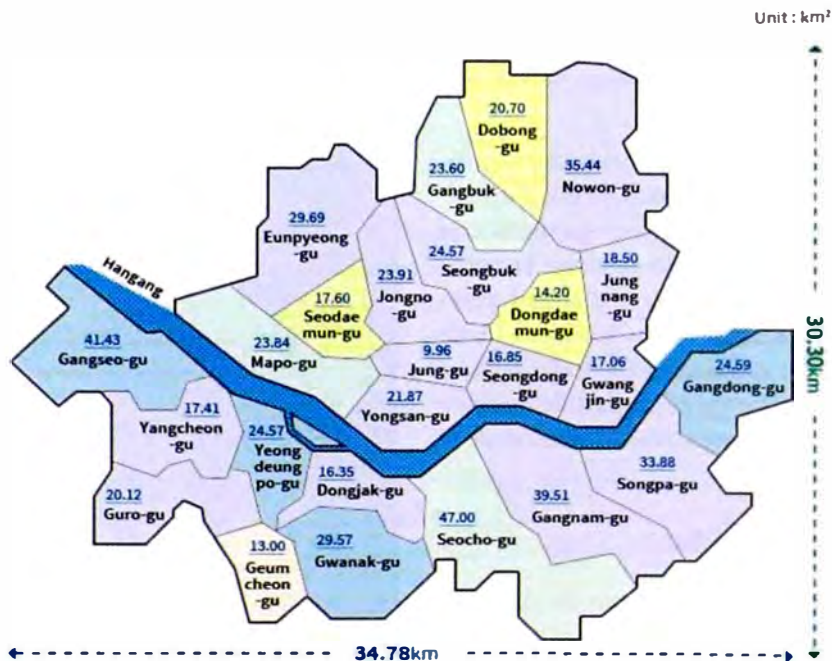 Unit : km²
20.70
Dobong
-gu
23.60
Gangbuk
-gu
35.44
Nowon-gu
29.69
Eunpyeong
-gu
24.57
Seongbuk
-gu
18.50
Jung
nang
-gu
Hangang
23.91
Jongno
-gu
17.60
Seodae
mun-gu
14.20
Dongdae
mun-gu
41.43
Gangseo-gu
23.84
Mapo-gu
9.96
Jung-gu
16.85
Seongdong
-gu
17.06
Gwang
jin-gu
24.59
Gangdong-gu
30.30km
21.87
Yongsan-gu
17.41
Yangcheon
-gu
24.57
Yeong
deung
po-gu
16.35
Dongjak-gu
33.88
Songpa-gu
20.12
Guro-gu
39.51
Gangnam-gu
47.00
Seocho-gu
13.00
Geum
cheon
-gu
29.57
Gwanak-gu
34.78km